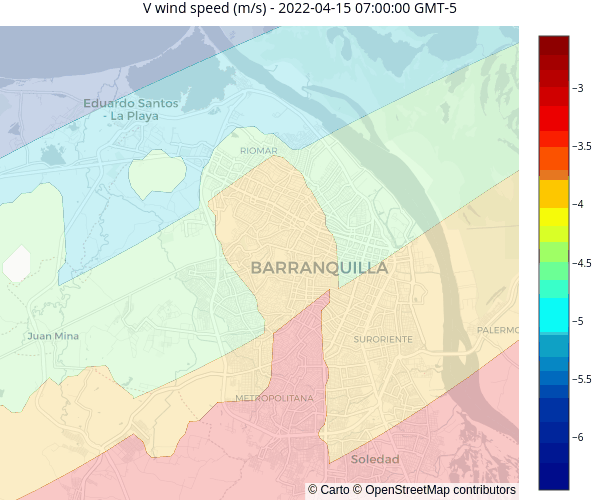 V wind speed (m/s) - 2022-04-15 07:00:00 GMT-5
Eduardo Santos
- La Playa
RIOMAR
BARRANQUILLA
Juan Mina
SURORIENTE
PALERMO
METROPOLITANA
Soledad
© Carto © OpenStreetMap contributors
−3
−3.5
−4
−4.5
−5
−5.5
−6